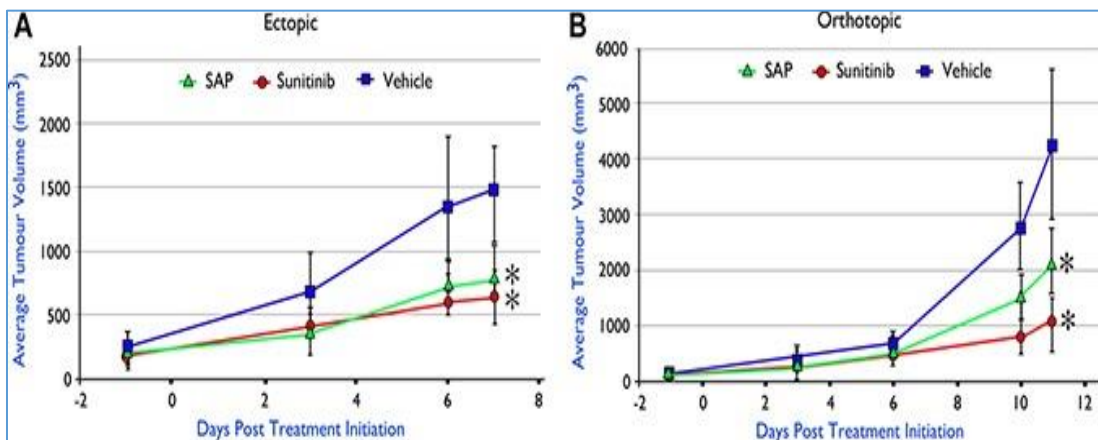 A
Ectopic
SAP Sunitinib Vehicle
Average Tumour Volume (mm³)
2500
2000
1500
1000
500
0
-2 0 2 4 6 8
Days Post Treatment Initiation
*
*
B
Orthotopic
SAP Sunitinib Vehicle
Average Tumour Volume (mm³)
6000
5000
4000
3000
2000
1000
0
-2 0 2 4 6 8 10 12
Days Post Treatment Initiation
*
*